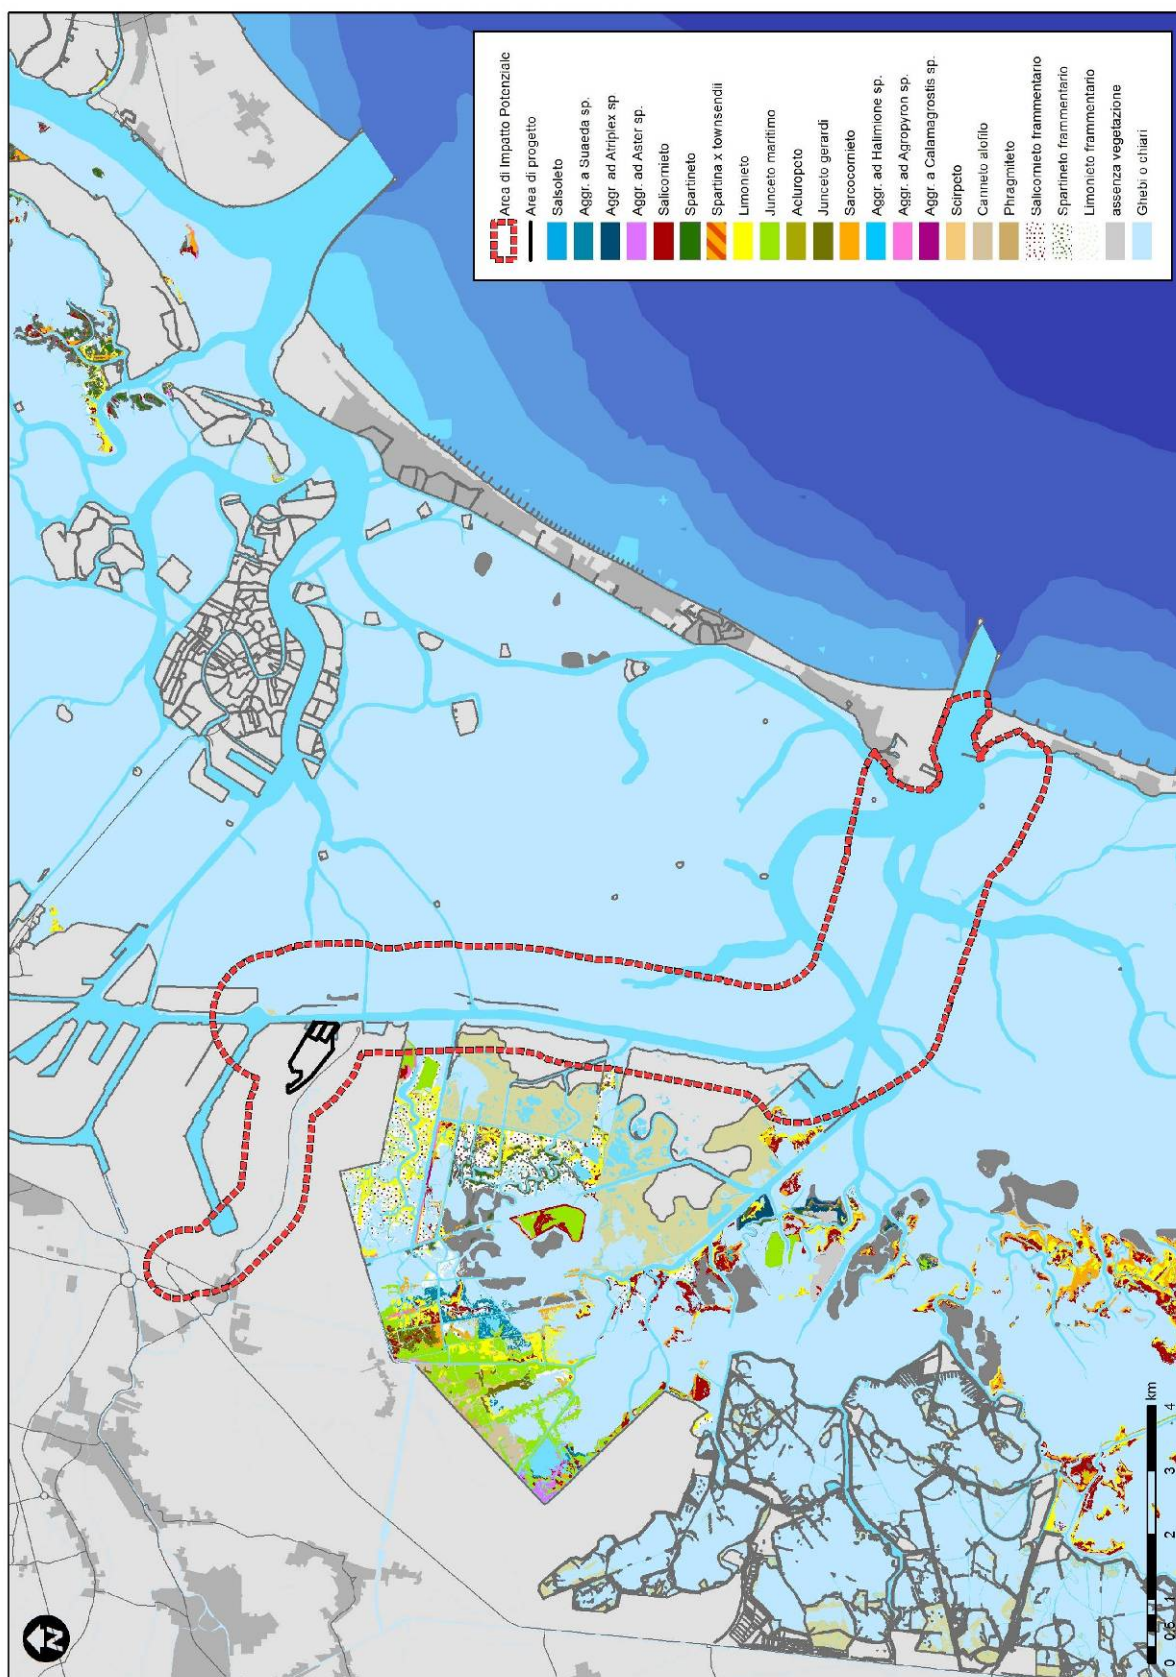 Area di Impatto Potenziale
Area di progetto
Salsoleto
Aggr. a Suaeda sp.
Aggr. ad Atriplex sp
Aggr. ad Aster sp.
Salicornieto
Spartineto
Spartina x townsendii
Limonieto
Junceto maritimo
Aeluropeto
Junceto gerardi
Sarcocornieto
Aggr. ad Halimione sp.
Aggr. ad Agropyron sp.
Aggr. a Calamagrostis sp.
Scirpeto
Canneto alofilo
Phragmiteto
Salicornieto frammentario
Spartineto frammentario
Limonieto frammentario
assenza vegetazione
Ghebi o chiari
N
km
0 0,5 1 2 3 4